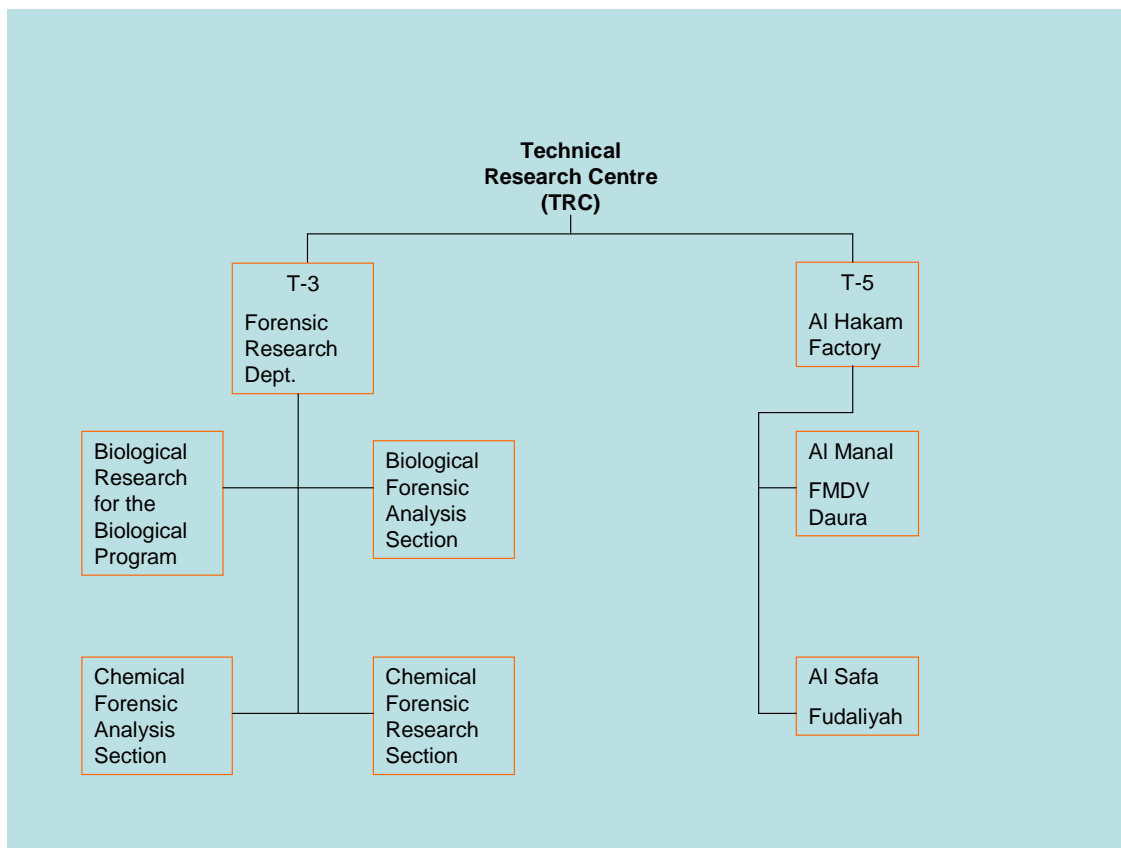 Technical
Research Centre
(TRC)
T-3
Forensic
Research
Dept.
T-5
Al Hakam
Factory
Biological
Research
for the
Biological
Program
Biological
Forensic
Analysis
Section
Al Manal
FMDV
Daura
Chemical
Forensic
Analysis
Section
Chemical
Forensic
Research
Section
Al Safa
Fudaliyah